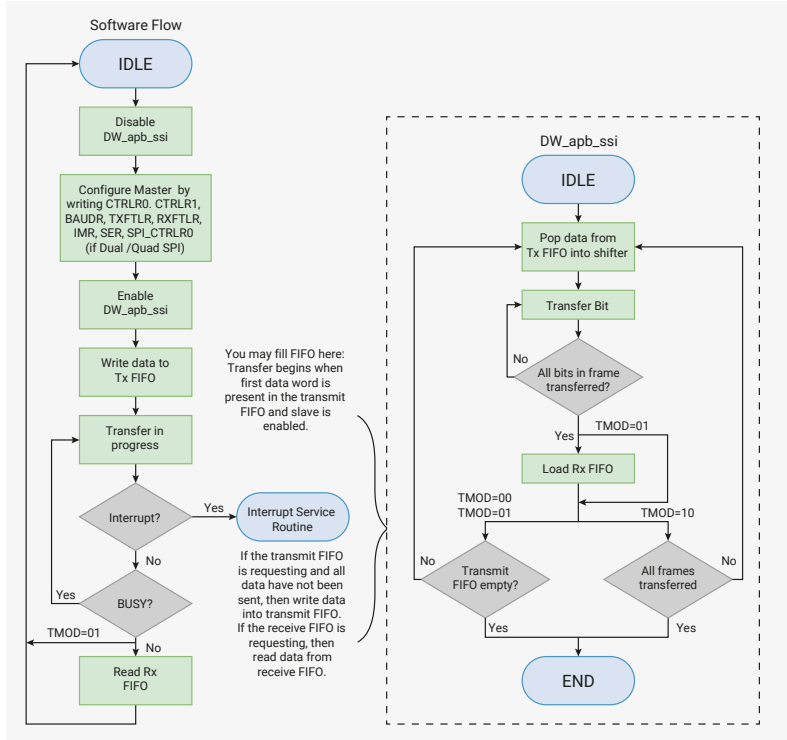 Software Flow
IDLE
Disable
DW_apb_ssi
Configure Master by
writing CTRLR0. CTRLR1,
BAUDR, TXFTLR, RXFTLR,
IMR, SER, SPI_CTRLR0
(if Dual /Quad SPI)
Enable
DW_apb_ssi
Write data to
Tx FIFO
Transfer in
progress
Interrupt?
Yes
Interrupt Service
Routine
No
Yes
BUSY?
TMOD=01
No
Read Rx
FIFO
You may fill FIFO here:
Transfer begins when
first data word is
present in the transmit
FIFO and slave is
enabled.
If the transmit FIFO
is requesting and all
data have not been
sent, then write data
into transmit FIFO.
If the receive FIFO is
requesting, then
read data from
receive FIFO.
DW_apb_ssi
IDLE
Pop data from
Tx FIFO into shifter
Transfer Bit
No
All bits in frame
transferred?
Yes
TMOD=01
Load Rx FIFO
TMOD=00
TMOD=01
TMOD=10
No
Transmit
FIFO empty?
All frames
transferred
No
Yes
Yes
END